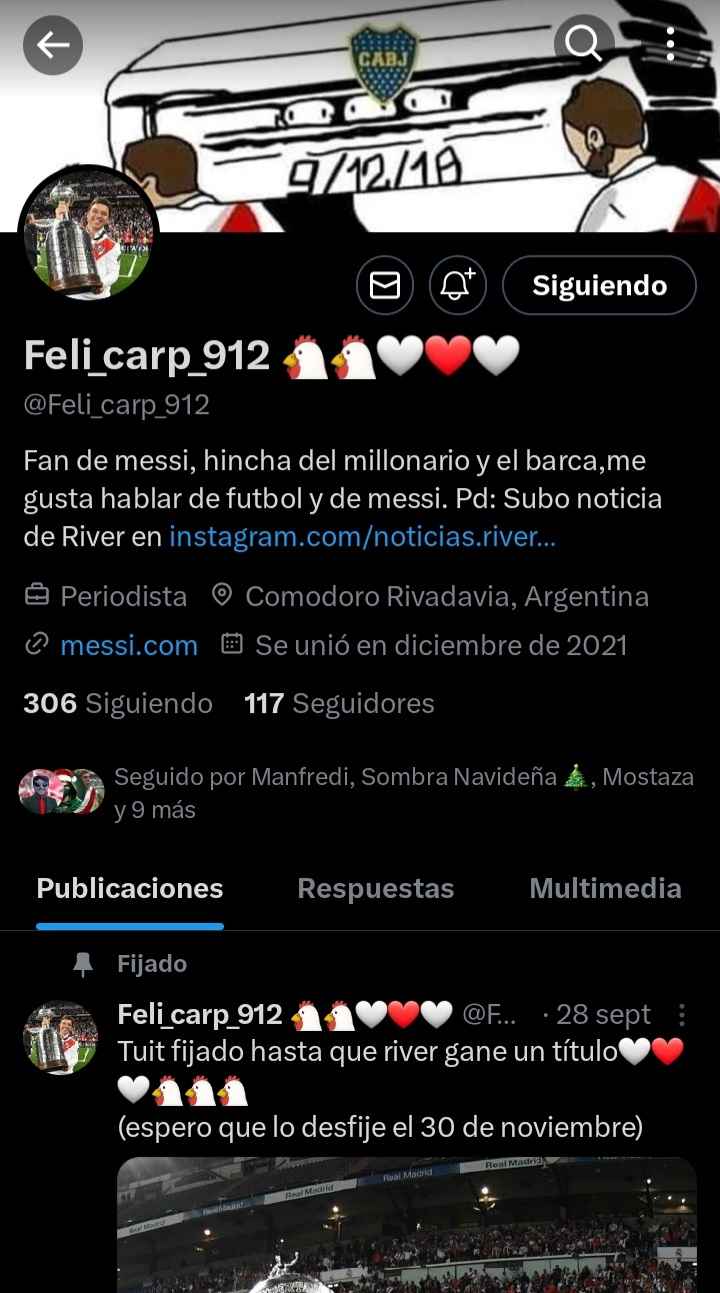 CABJ
9/12/18
Siguiendo
Feli_carp_912 🐔🐔🤍❤️🤍
@Feli_carp_912
Fan de messi, hincha del millonario y el barca,me
gusta hablar de futbol y de messi. Pd: Subo noticia
de River en instagram.com/noticias.river...
Periodista Comodoro Rivadavia, Argentina
messi.com Se unió en diciembre de 2021
306 Siguiendo 117 Seguidores
Seguido por Manfredi, Sombra Navideña 🎄, Mostaza
y 9 más
Publicaciones Respuestas Multimedia
Fijado
Feli_carp_912 🐔🐔🤍❤️🤍 @F... · 28 sept
Tuit fijado hasta que river gane un título🤍❤️
🤍🐔🐔🐔
(espero que lo desfije el 30 de noviembre)
Real Madrid Real Madrid Real Madrid Real Madrid Real Madrid